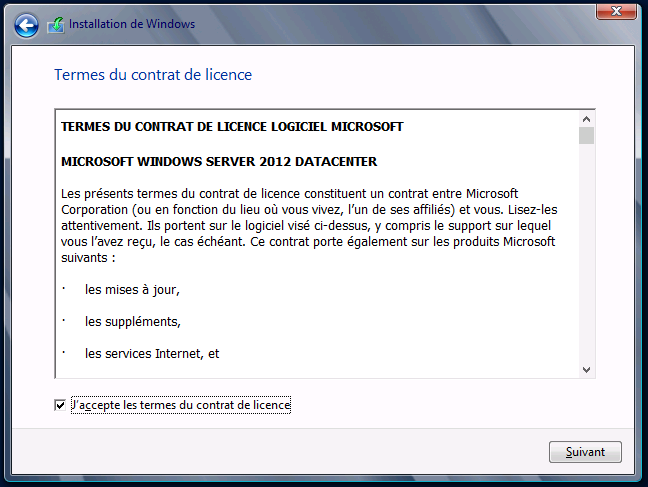 Installation de Windows
Termes du contrat de licence
TERMES DU CONTRAT DE LICENCE LOGICIEL MICROSOFT
MICROSOFT WINDOWS SERVER 2012 DATACENTER
Les présents termes du contrat de licence constituent un contrat entre Microsoft
Corporation (ou en fonction du lieu où vous vivez, l’un de ses affiliés) et vous. Lisez-les
attentivement. Ils portent sur le logiciel visé ci-dessus, y compris le support sur lequel
vous l’avez reçu, le cas échéant. Ce contrat porte également sur les produits Microsoft
suivants :
· les mises à jour,
· les suppléments,
· les services Internet, et
J'accepte les termes du contrat de licence
Suivant